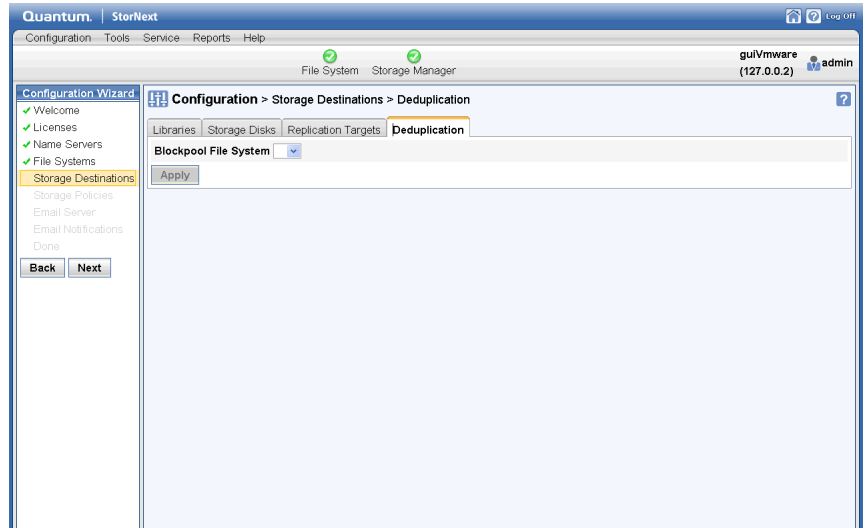 Quantum. | StorNext
Log Off
Configuration Tools Service Reports Help
File System Storage Manager
guiVmware
(127.0.0.2)
admin
Configuration Wizard
Welcome
Licenses
Name Servers
File Systems
Storage Destinations
Storage Policies
Email Server
Email Notifications
Done
Back Next
Configuration > Storage Destinations > Deduplication
?
Libraries Storage Disks Replication Targets Deduplication
Blockpool File System
Apply